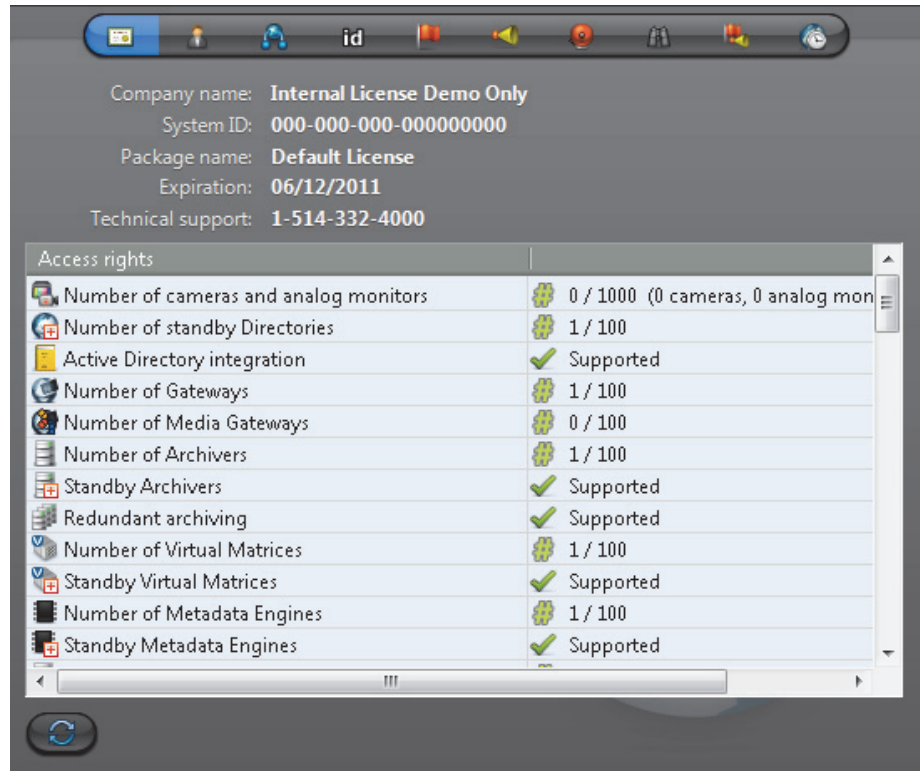 id
Company name: Internal License Demo Only
System ID: 000-000-000-000000000
Package name: Default License
Expiration: 06/12/2011
Technical support: 1-514-332-4000
Access rights
Number of cameras and analog monitors # 0 / 1000 (0 cameras, 0 analog mon
Number of standby Directories # 1 / 100
Active Directory integration Supported
Number of Gateways # 1 / 100
Number of Media Gateways # 0 / 100
Number of Archivers # 1 / 100
Standby Archivers Supported
Redundant archiving Supported
Number of Virtual Matrices # 1 / 100
Standby Virtual Matrices Supported
Number of Metadata Engines # 1 / 100
Standby Metadata Engines Supported